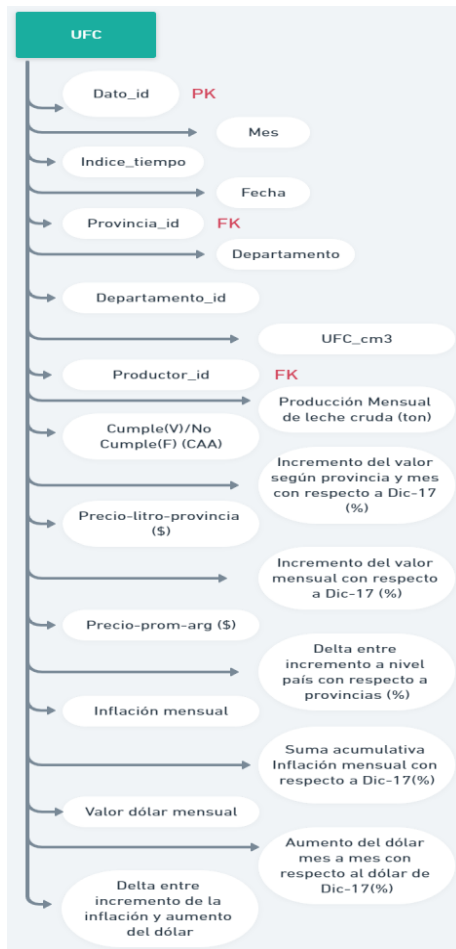 UFC
Dato_id PK
Mes
Indice_tiempo
Fecha
Provincia_id FK
Departamento
Departamento_id
UFC_cm3
Productor_id FK
Producción Mensual
de leche cruda (ton)
Cumple(V)/No
Cumple(F) (CAA)
Incremento del valor
según provincia y mes
con respecto a Dic-17
(%)
Precio-litro-provincia
($)
Incremento del valor
mensual con respecto
a Dic-17 (%)
Precio-prom-arg ($)
Delta entre
incremento a nivel
país con respecto a
provincias (%)
Inflación mensual
Suma acumulativa
Inflación mensual con
respecto a Dic-17(%)
Valor dólar mensual
Aumento del dólar
mes a mes con
respecto al dólar de
Dic-17(%)
Delta entre
incremento de la
inflación y aumento
del dólar